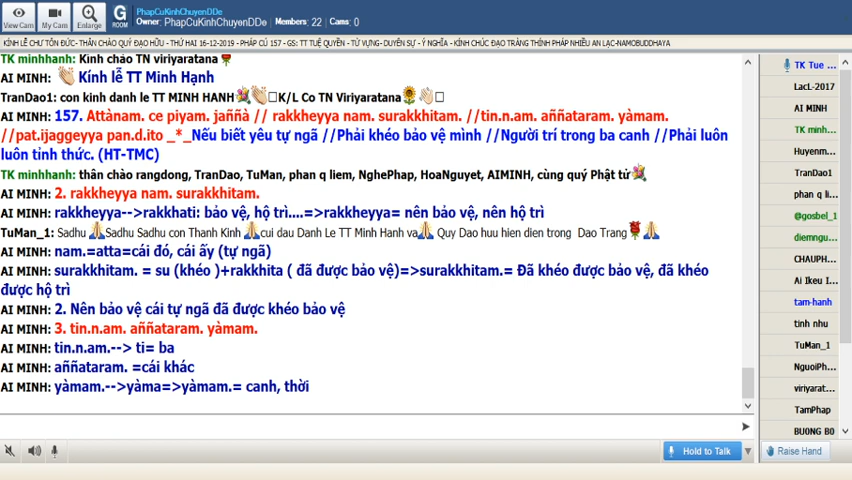 PhapCuKinhChuyenDDe
Owner: PhapCuKinhChuyenDDe Members: 22 Cams: 0
View Cam My Cam Enlarge G ROOM
KÍNH LỄ CHƯ TÔN ĐỨC- THÂN CHÀO QUÝ ĐẠO HỮU - THỨ HAI 16-12-2019 - PHÁP CÚ 157 - GS: TT TUỆ QUYỀN - TỪ VỰNG- DUYÊN SỰ - Ý NGHĨA - KÍNH CHÚC ĐẠO TRÀNG THÍNH PHÁP NHIỀU AN LẠC-NAMOBUDDHAYA
TK minhhanh: Kinh chào TN viriyaratana
AI MINH: Kính lễ TT Minh Hạnh
TranDao1: con kinh danh le TT MINH HANH K/L Co TN Viriyaratana
AI MINH: 157. Attànam. ce piyam. jaññà // rakkheyya nam. surakkhitam. //tin.n.am. aññataram. yàmam.
//pat.ijaggeyya pan.d.ito _*_Nếu biết yêu tự ngã //Phải khéo bảo vệ mình //Người trí trong ba canh //Phải luôn
luôn tỉnh thức. (HT-TMC)
TK minhhanh: thân chào rangdong, TranDao, TuMan, phan q liem, NghePhap, HoaNguyet, AIMINH, cùng quý Phật tử
AI MINH: 2. rakkheyya nam. surakkhitam.
AI MINH: rakkheyya-->rakkhati: bảo vệ, hộ trì....=>rakkheyya= nên bảo vệ, nên hộ trì
TuMan_1: Sadhu Sadhu Sadhu con Thanh Kinh cui dau Danh Le TT Minh Hanh va Quy Dao huu hien dien trong Dao Trang
AI MINH: nam.=atta=cái đó, cái ấy (tự ngã)
AI MINH: surakkhitam. = su (khéo )+rakkhita ( đã được bảo vệ)=>surakkhitam.= Đã khéo được bảo vệ, đã khéo
được hộ trì
AI MINH: 2. Nên bảo vệ cái tự ngã đã được khéo bảo vệ
AI MINH: 3. tin.n.am. aññataram. yàmam.
AI MINH: tin.n.am.--> ti= ba
AI MINH: aññataram. =cái khác
AI MINH: yàmam.-->yàma=>yàmam.= canh, thời
Hold to Talk
TK Tue ...
LacL-2017
AI MINH
TK minh...
Huyenm...
TranDao1
phan q li...
@gosbel_1
diemngu...
CHAUPH...
Ai Ikeu I ...
tam-hanh
tinh nhu
TuMan_1
NguoiPh...
viriyarat...
TamPhap
BUONG BO
Raise Hand